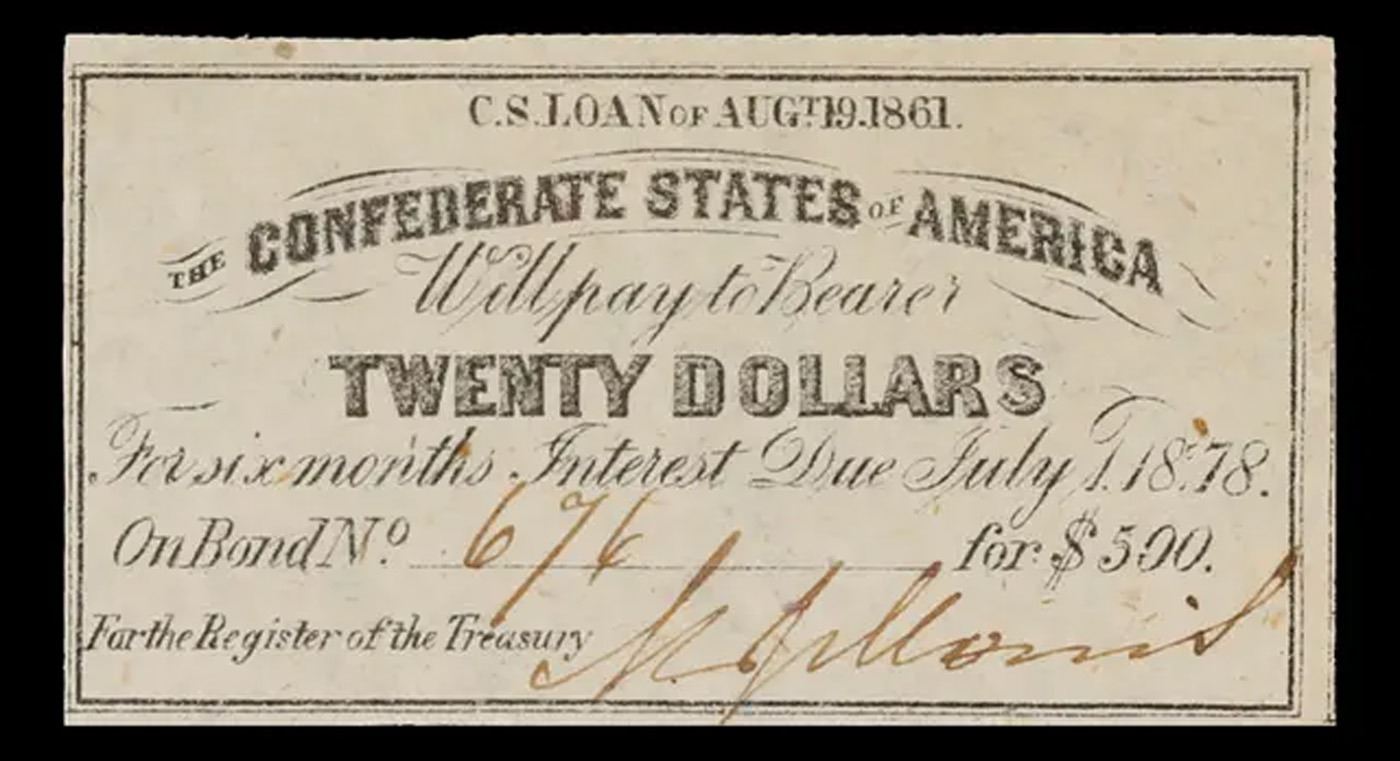 C.S. LOAN OF AUGT. 19. 1861.
THE CONFEDERATE STATES OF AMERICA
Will pay to Bearer
TWENTY DOLLARS
For six months Interest Due July 1. 1878.
On Bond No. 676 for $500.
For the Register of the Treasury